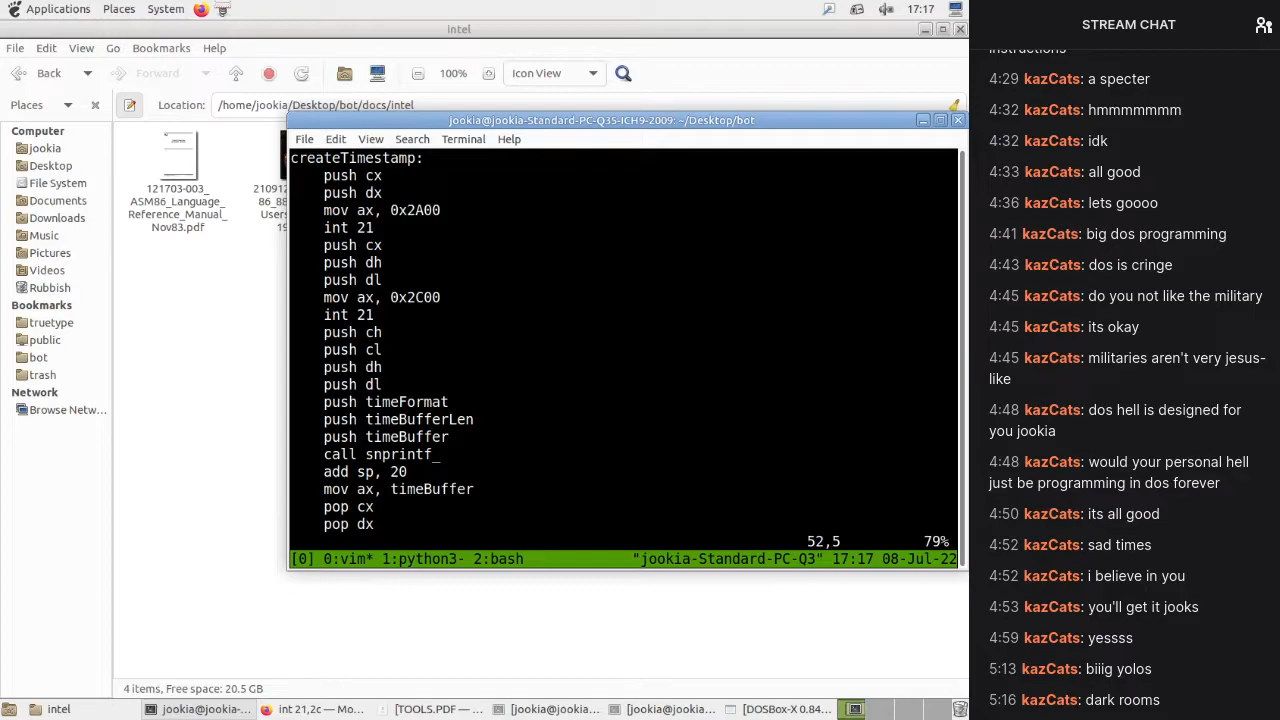 Applications Places System 17:17
Intel
File Edit View Go Bookmarks Help
Back Forward 100% Icon View
Places Location: /home/jookia/Desktop/bot/docs/intel
Computer
jookia
Desktop
File System
Documents
Downloads
Music
Pictures
Videos
Rubbish
Bookmarks
truetype
public
bot
trash
Network
Browse Netw...
121703-003_
ASM86_Language_
Reference_Manual_
Nov83.pdf
jookia@jookia-Standard-PC-Q35-ICH9-2009: ~/Desktop/bot
File Edit View Search Terminal Help
createTimestamp:
push cx
push dx
mov ax, 0x2A00
int 21
push cx
push dh
push dl
mov ax, 0x2C00
int 21
push ch
push cl
push dh
push dl
push timeFormat
push timeBufferLen
push timeBuffer
call snprintf_
add sp, 20
mov ax, timeBuffer
pop cx
pop dx
52,5 79%
[0] 0:vim* 1:python3- 2:bash "jookia-Standard-PC-Q3" 17:17 08-Jul-22
4 items, Free space: 20.5 GB
intel jookia@jookia-... int 21,2c — Mo... [TOOLS.PDF —... [jookia@jookia... [jookia@jookia... [DOSBox-X 0.84...
STREAM CHAT
instructions
4:29 kazCats: a specter
4:32 kazCats: hmmmmmmm
4:32 kazCats: idk
4:33 kazCats: all good
4:36 kazCats: lets goooo
4:41 kazCats: big dos programming
4:43 kazCats: dos is cringe
4:45 kazCats: do you not like the military
4:45 kazCats: its okay
4:45 kazCats: militaries aren't very jesus-
like
4:48 kazCats: dos hell is designed for
you jookia
4:48 kazCats: would your personal hell
just be programming in dos forever
4:50 kazCats: its all good
4:52 kazCats: sad times
4:52 kazCats: i believe in you
4:53 kazCats: you'll get it jooks
4:59 kazCats: yessss
5:13 kazCats: biiig yolos
5:16 kazCats: dark rooms